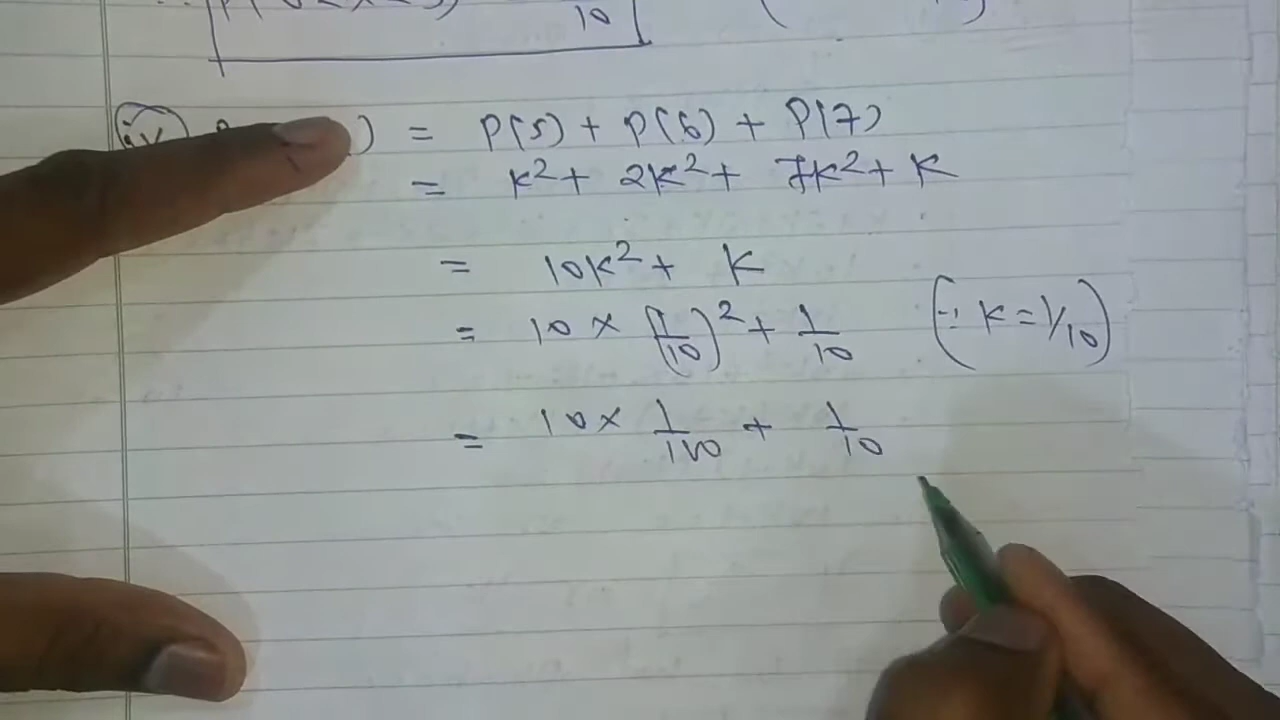 10
(iv) ) = P(5) + P(6) + P(7)
= k² + 2k² + 7k² + k
= 10k² + k
= 10 × (1/10)² + 1/10 (∵ k = 1/10)
= 10 × 1/100 + 1/10